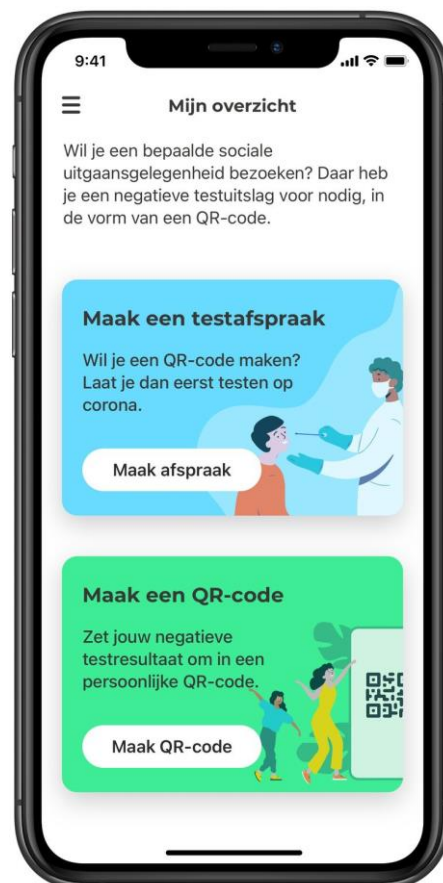 9:41
Mijn overzicht
Wil je een bepaalde sociale
uitgaansgelegenheid bezoeken? Daar heb
je een negatieve testuitslag voor nodig, in
de vorm van een QR-code.
Maak een testafspraak
Wil je een QR-code maken?
Laat je dan eerst testen op
corona.
Maak afspraak
Maak een QR-code
Zet jouw negatieve
testresultaat om in een
persoonlijke QR-code.
Maak QR-code